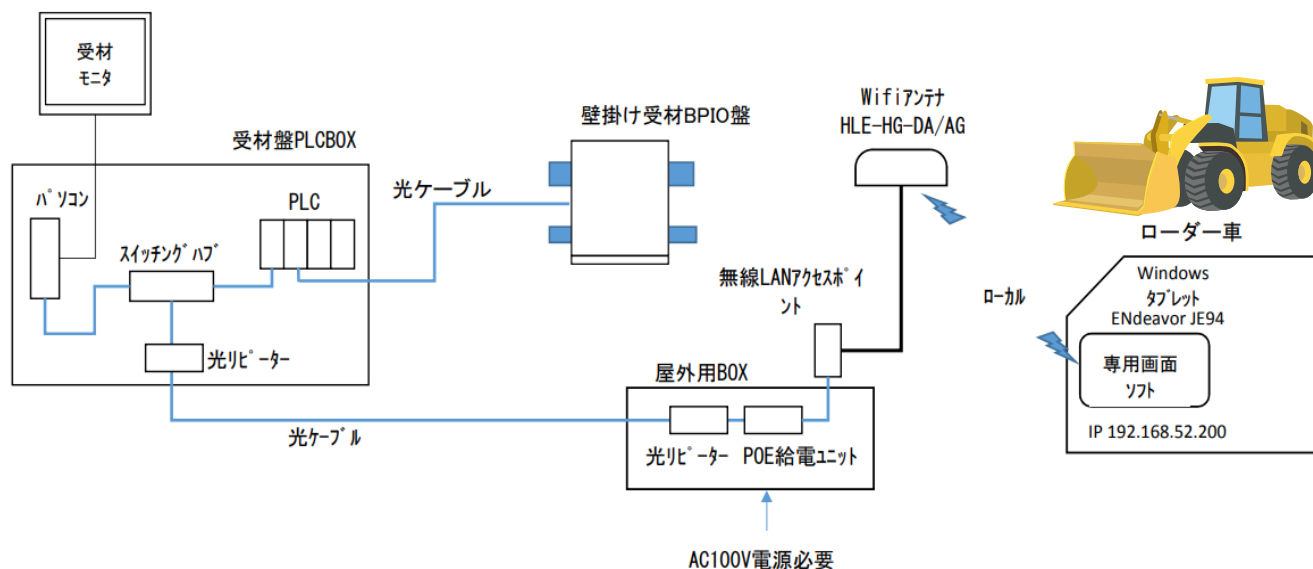 受材
モニタ
受材盤PLCBOX
パソコン
スイッチングハブ
PLC
光リピーター
光ケーブル
壁掛け受材BPIO盤
Wifiアンテナ
HLE-HG-DA/AG
無線LANアクセスポイ
ント
屋外用BOX
光リピーター
POE給電ユニット
光ケーブル
AC100V電源必要
ローカル
ローダー車
Windows
タブレット
ENdeavor JE94
専用画面
ソフト
IP 192.168.52.200